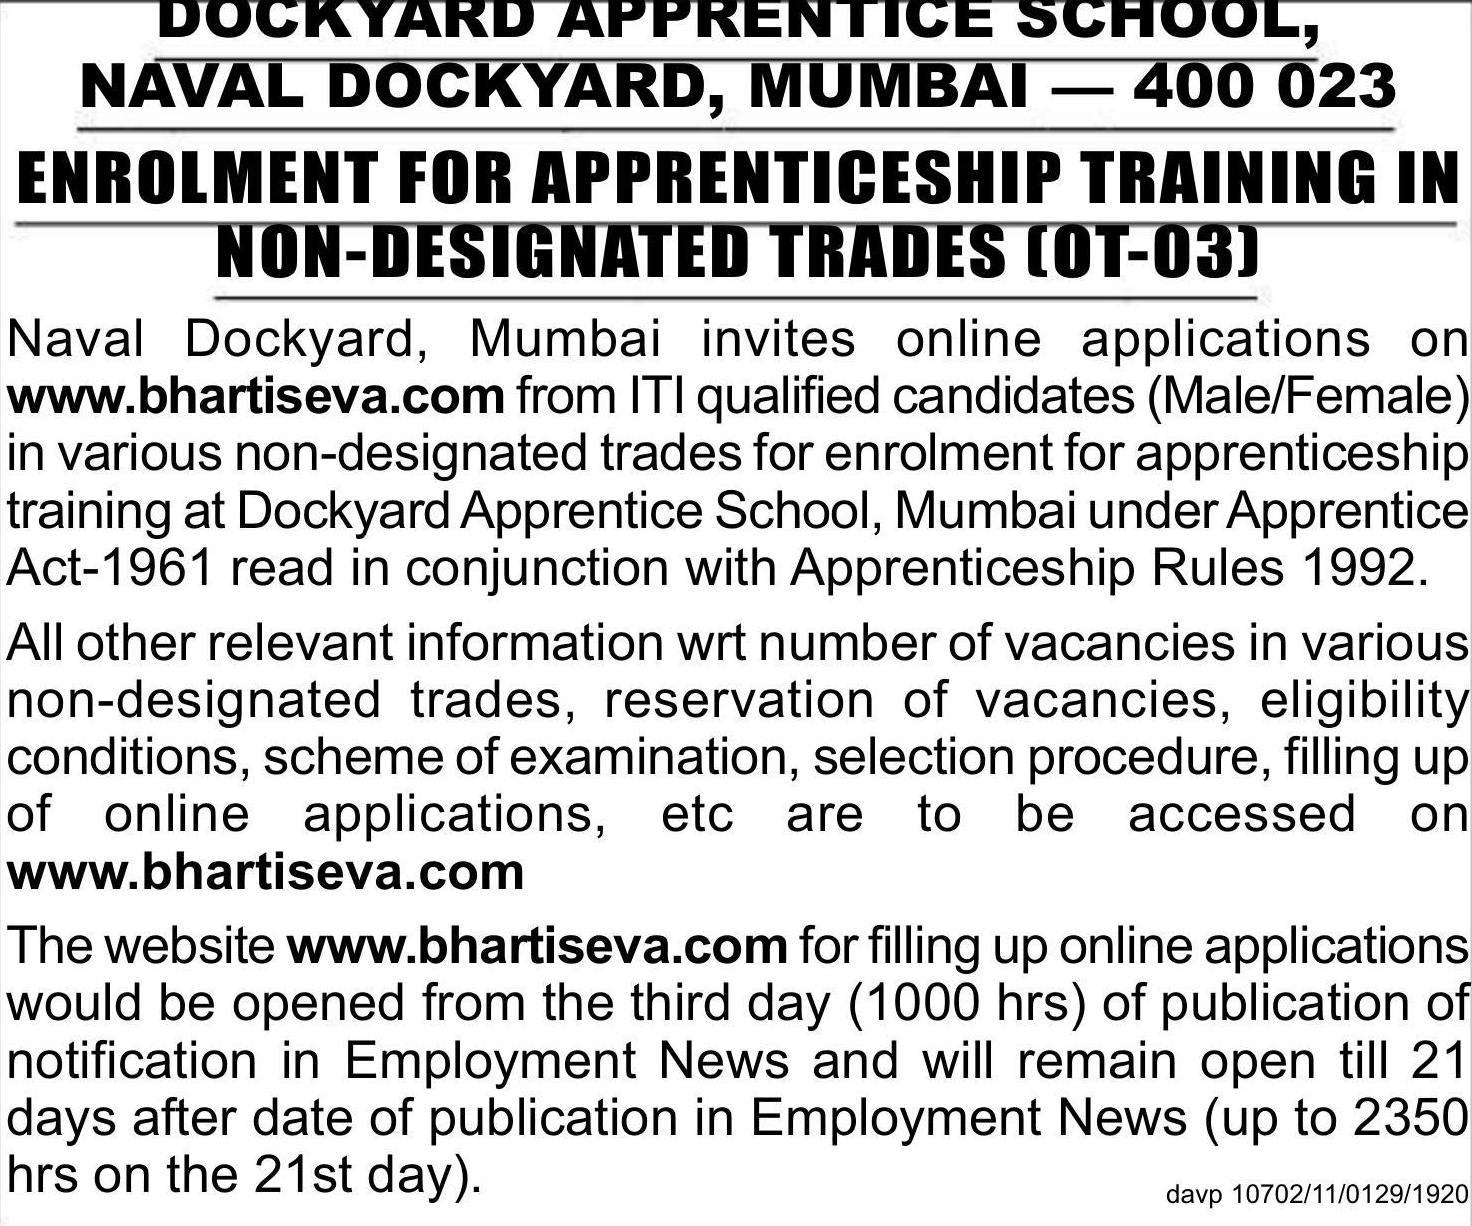 DOCKYARD APPRENTICE SCHOOL,
NAVAL DOCKYARD, MUMBAI — 400 023
ENROLMENT FOR APPRENTICESHIP TRAINING IN
NON-DESIGNATED TRADES (OT-03)
Naval Dockyard, Mumbai invites online applications on
www.bhartiseva.com from ITI qualified candidates (Male/Female)
in various non-designated trades for enrolment for apprenticeship
training at Dockyard Apprentice School, Mumbai under Apprentice
Act-1961 read in conjunction with Apprenticeship Rules 1992.
All other relevant information wrt number of vacancies in various
non-designated trades, reservation of vacancies, eligibility
conditions, scheme of examination, selection procedure, filling up
of online applications, etc are to be accessed on
www.bhartiseva.com
The website www.bhartiseva.com for filling up online applications
would be opened from the third day (1000 hrs) of publication of
notification in Employment News and will remain open till 21
days after date of publication in Employment News (up to 2350
hrs on the 21st day).
davp 10702/11/0129/1920